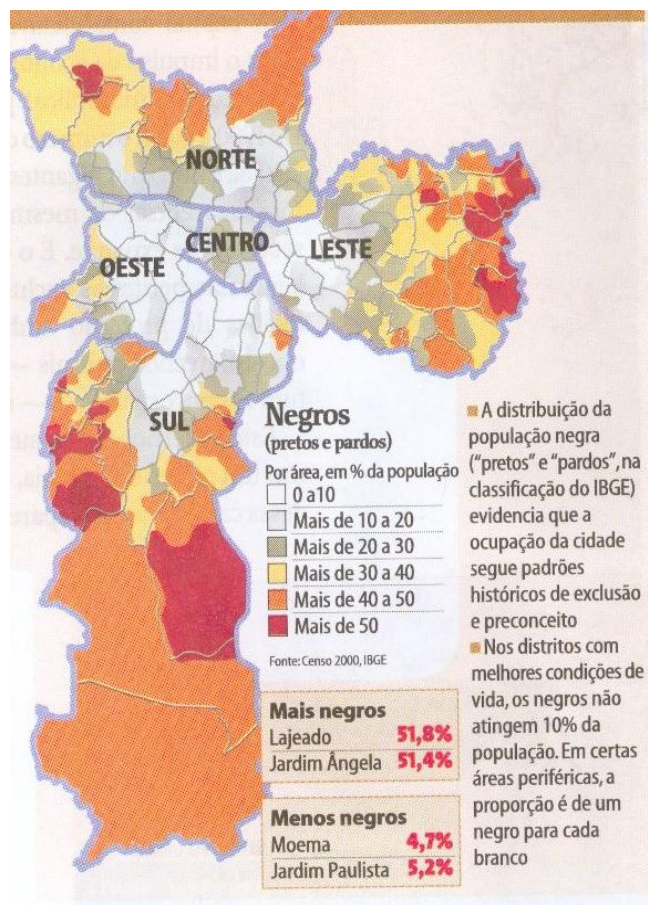 NORTE
CENTRO
LESTE
OESTE
SUL
Negros
(pretos e pardos)
Por área, em % da população
0 a 10
Mais de 10 a 20
Mais de 20 a 30
Mais de 30 a 40
Mais de 40 a 50
Mais de 50
Fonte: Censo 2000, IBGE
Mais negros
Lajeado 51,8%
Jardim Ângela 51,4%
Menos negros
Moema 4,7%
Jardim Paulista 5,2%
A distribuição da
população negra
("pretos" e "pardos", na
classificação do IBGE)
evidencia que a
ocupação da cidade
segue padrões
históricos de exclusão
e preconceito
Nos distritos com
melhores condições de
vida, os negros não
atingem 10% da
população. Em certas
áreas periféricas, a
proporção é de um
negro para cada
branco